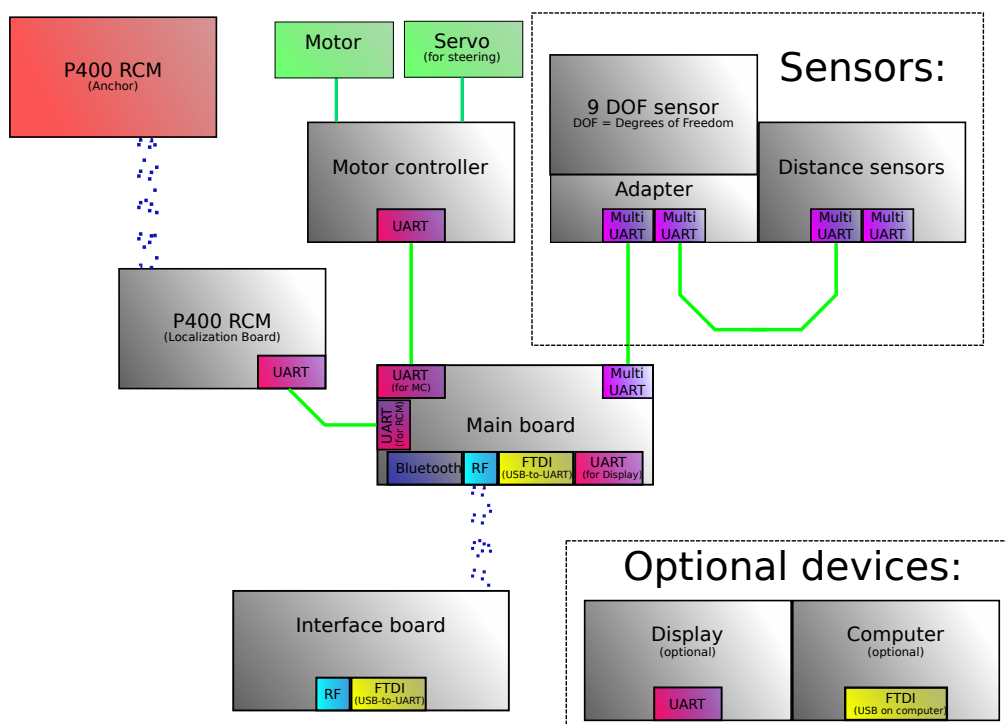 P400 RCM
(Anchor)
Motor
Servo
(for steering)
Sensors:
9 DOF sensor
DOF = Degrees of Freedom
Motor controller
UART
Adapter
Multi
UART
Multi
UART
Distance sensors
Multi
UART
Multi
UART
P400 RCM
(Localization Board)
UART
UART
(for MC)
Multi
UART
UART
(for RCM)
Main board
Bluetooth
RF
FTDI
(USB-to-UART)
UART
(for Display)
Interface board
RF
FTDI
(USB-to-UART)
Optional devices:
Display
(optional)
UART
Computer
(optional)
FTDI
(USB on computer)